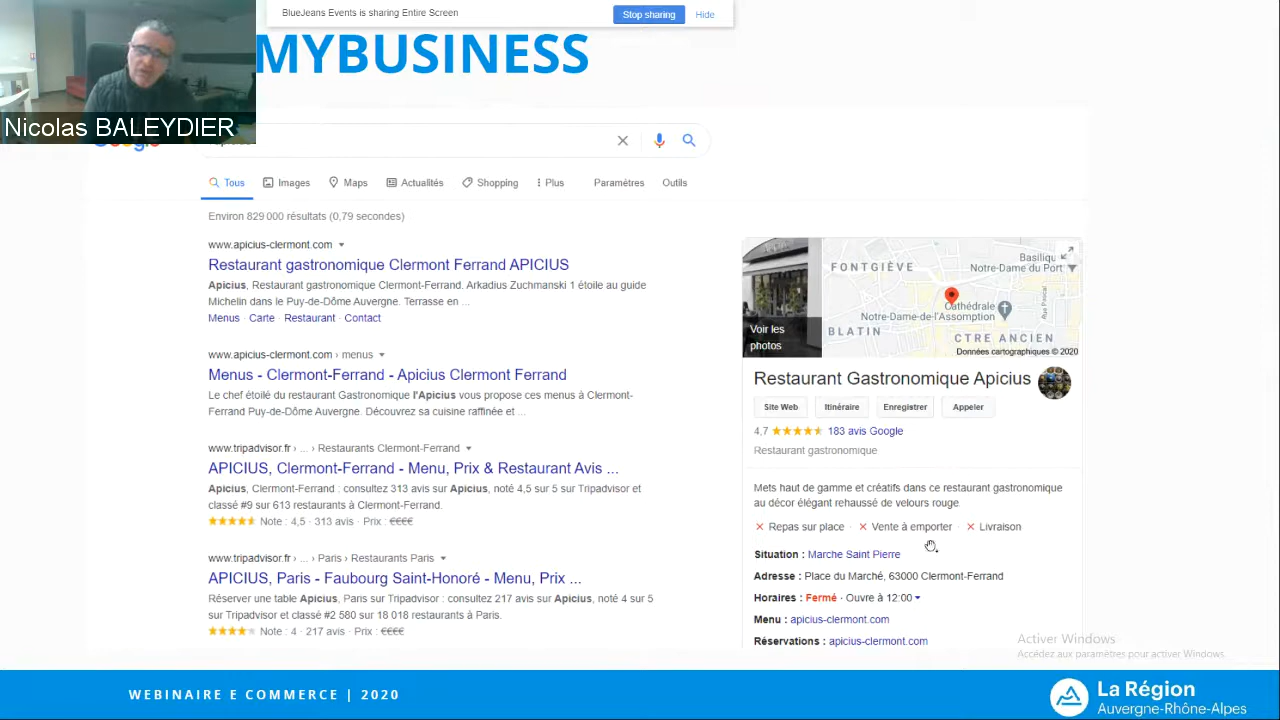 BlueJeans Events is sharing Entire Screen
Stop sharing
Hide
MYBUSINESS
Nicolas BALEYDIER
Tous
Images
Maps
Actualités
Shopping
Plus
Paramètres
Outils
Environ 829 000 résultats (0,79 secondes)
www.apicius-clermont.com
Restaurant gastronomique Clermont Ferrand APICIUS
Apicius, Restaurant gastronomique Clermont-Ferrand. Arkadius Zuchmanski 1 étoile au guide
Michelin dans le Puy-de-Dôme Auvergne. Terrasse en ...
Menus · Carte · Restaurant · Contact
www.apicius-clermont.com › menus
Menus - Clermont-Ferrand - Apicius Clermont Ferrand
Le chef étoilé du restaurant Gastronomique l'Apicius vous propose ces menus à Clermont-
Ferrand Puy-de-Dôme Auvergne. Découvrez sa cuisine raffinée et ...
www.tripadvisor.fr › ... › Restaurants Clermont-Ferrand
APICIUS, Clermont-Ferrand - Menu, Prix & Restaurant Avis ...
Apicius, Clermont-Ferrand : consultez 313 avis sur Apicius, noté 4,5 sur 5 sur Tripadvisor et
classé #9 sur 613 restaurants à Clermont-Ferrand.
Note : 4,5 · 313 avis · Prix : €€€€
www.tripadvisor.fr › ... › Paris › Restaurants Paris
APICIUS, Paris - Faubourg Saint-Honoré - Menu, Prix ...
Réserver une table Apicius, Paris sur Tripadvisor : consultez 217 avis sur Apicius, noté 4 sur 5
sur Tripadvisor et classé #2 580 sur 18 018 restaurants à Paris.
Note : 4 · 217 avis · Prix : €€€€
Voir les
photos
FONTGIÈVE
Basiliqu
Notre-Dame du Port
Cathédrale
Notre-Dame-de-l'Assomption
Rue Pascal
BLATIN
CTRE ANCIEN
Données cartographiques © 2020
Restaurant Gastronomique Apicius
Site Web
Itinéraire
Enregistrer
Appeler
4,7
183 avis Google
Restaurant gastronomique
Mets haut de gamme et créatifs dans ce restaurant gastronomique
au décor élégant rehaussé de velours rouge.
Repas sur place · Vente à emporter · Livraison
Situation : Marche Saint Pierre
Adresse : Place du Marché, 63000 Clermont-Ferrand
Horaires : Fermé · Ouvre à 12:00
Menu : apicius-clermont.com
Réservations : apicius-clermont.com
Activer Windows
Accédez aux paramètres pour activer Windows.
WEBINAIRE E COMMERCE | 2020
La Région
Auvergne-Rhône-Alpes